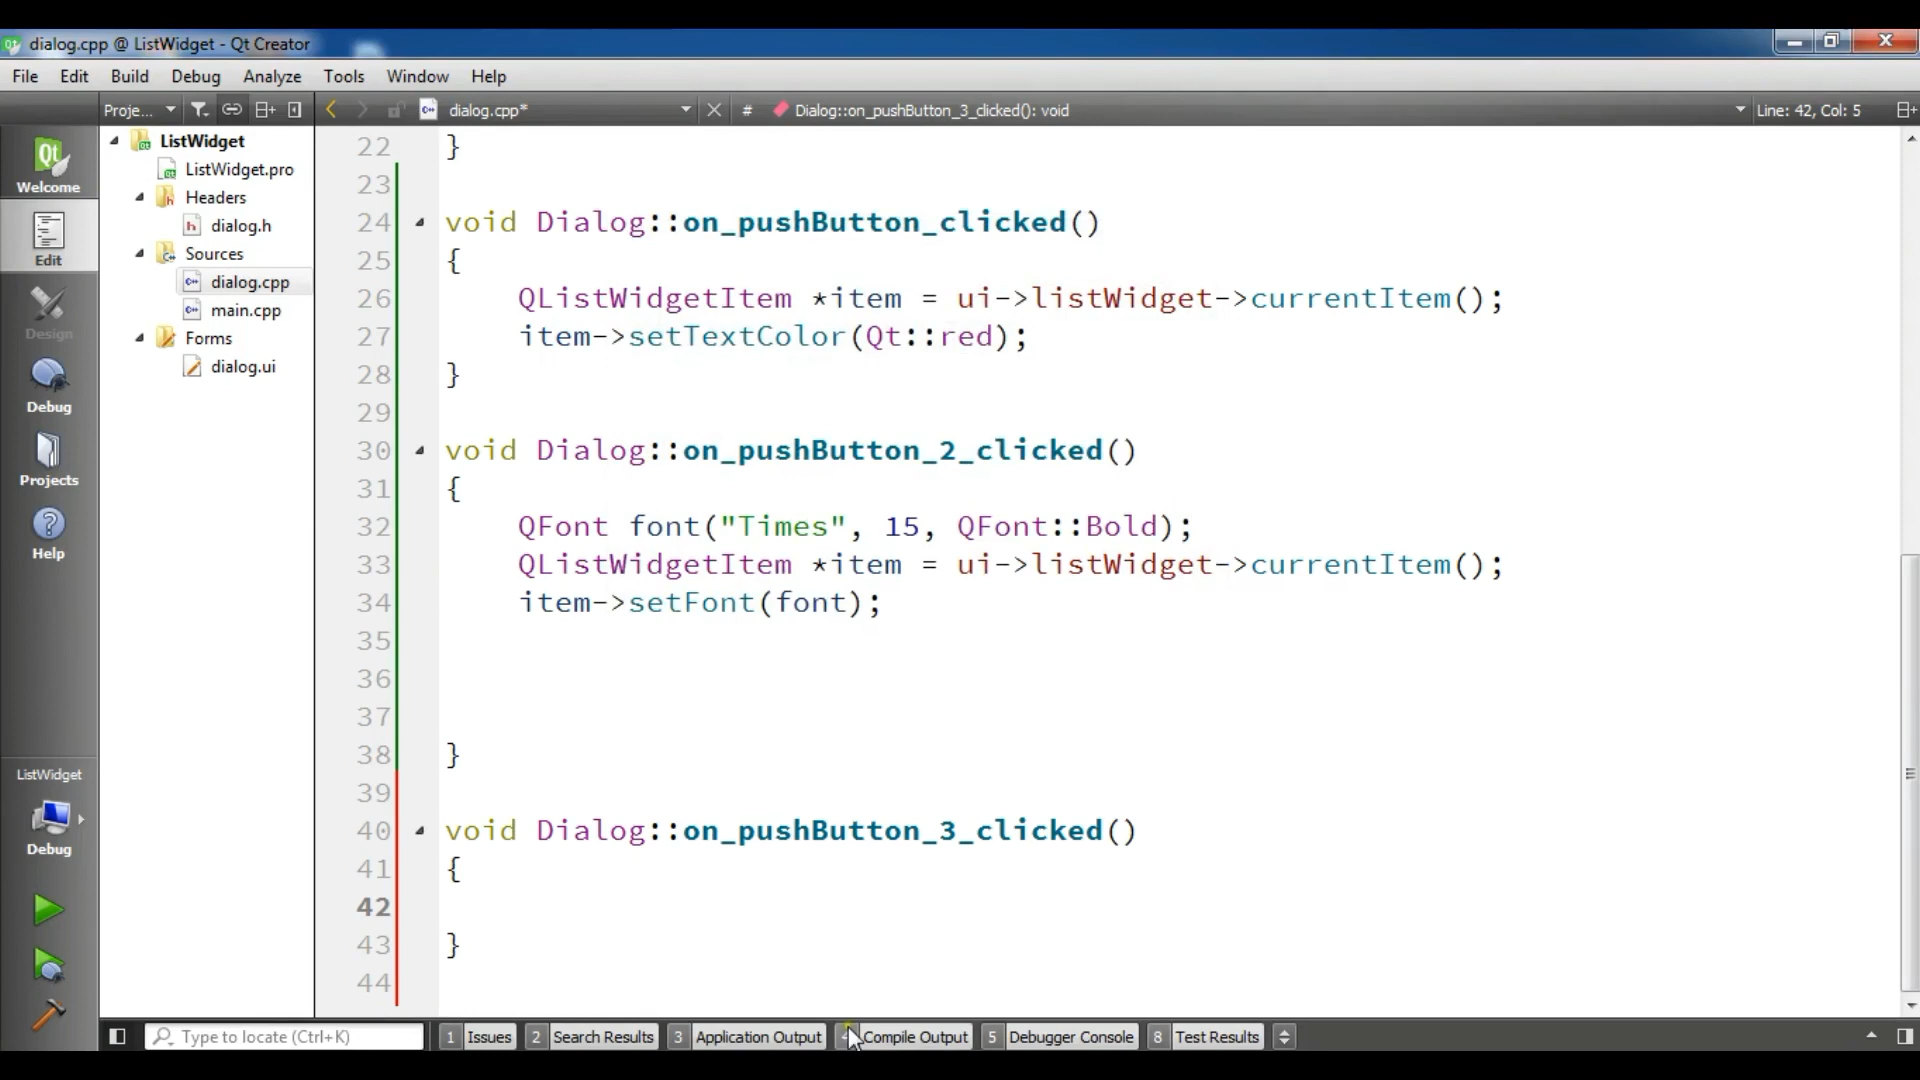 dialog.cpp @ ListWidget - Qt Creator
File Edit Build Debug Analyze Tools Window Help
Proje... dialog.cpp* # Dialog::on_pushButton_3_clicked(): void Line: 42, Col: 5
Welcome
Edit
Design
Debug
Projects
Help
ListWidget
Debug
ListWidget
ListWidget.pro
Headers
dialog.h
Sources
dialog.cpp
main.cpp
Forms
dialog.ui
22 }
23
24 void Dialog::on_pushButton_clicked()
25 {
26     QListWidgetItem *item = ui->listWidget->currentItem();
27     item->setTextColor(Qt::red);
28 }
29
30 void Dialog::on_pushButton_2_clicked()
31 {
32     QFont font("Times", 15, QFont::Bold);
33     QListWidgetItem *item = ui->listWidget->currentItem();
34     item->setFont(font);
35
36
37
38 }
39
40 void Dialog::on_pushButton_3_clicked()
41 {
42
43 }
44
Type to locate (Ctrl+K) 1 Issues 2 Search Results 3 Application Output Compile Output 5 Debugger Console 8 Test Results